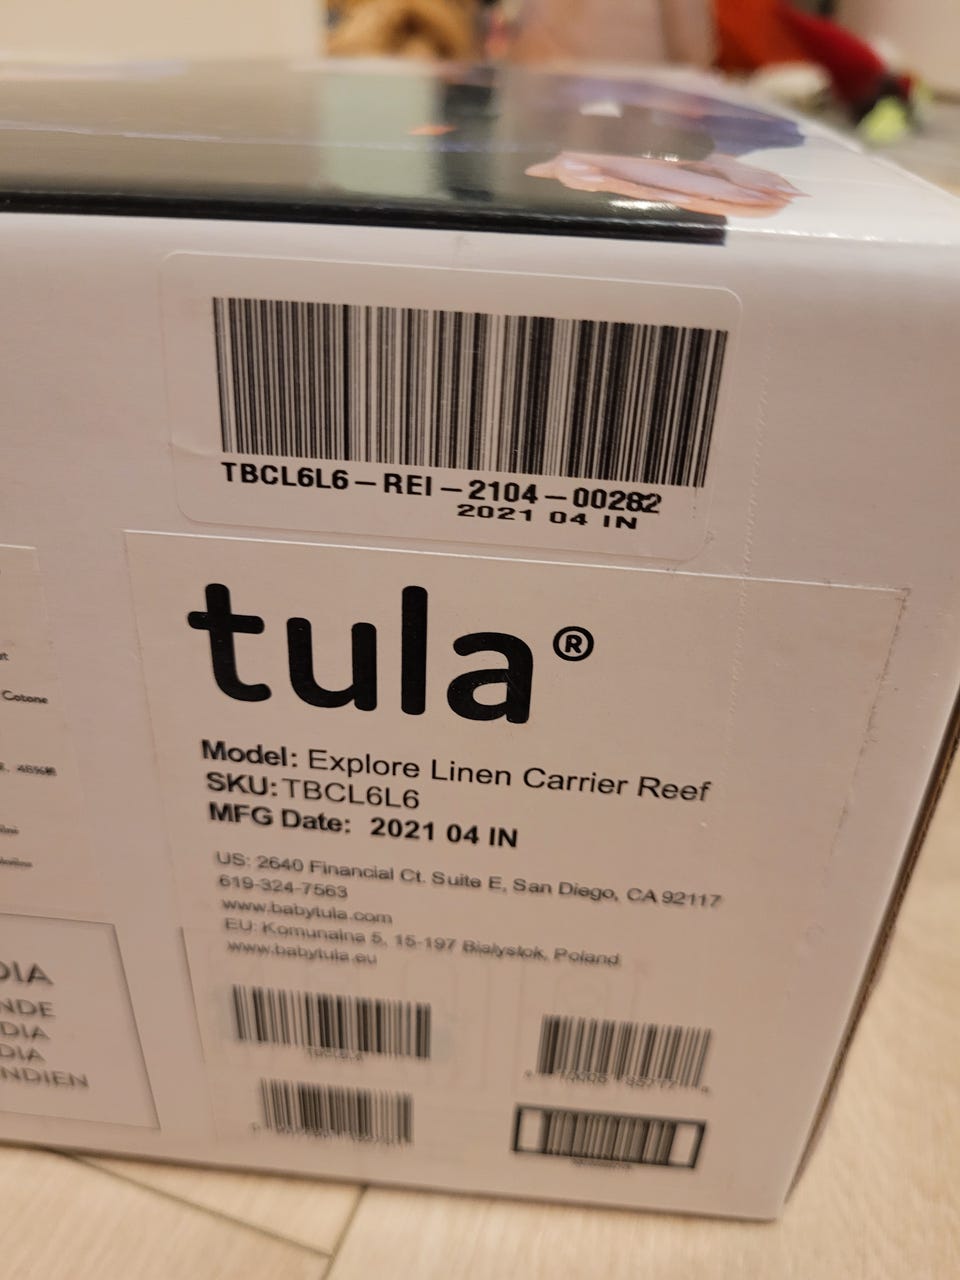 TBCL6L6-REI-2104-00282
2021 04 IN
tula®
Model: Explore Linen Carrier Reef
SKU: TBCL6L6
MFG Date: 2021 04 IN
US: 2640 Financial Ct. Suite E, San Diego, CA 92117
619-324-7563
www.babytula.com
EU: Komunalna 5, 15-197 Bialystok, Poland
www.babytula.eu
TBCL6L6
Cotone
DIA
NDE
DIA
DIA
NDIEN